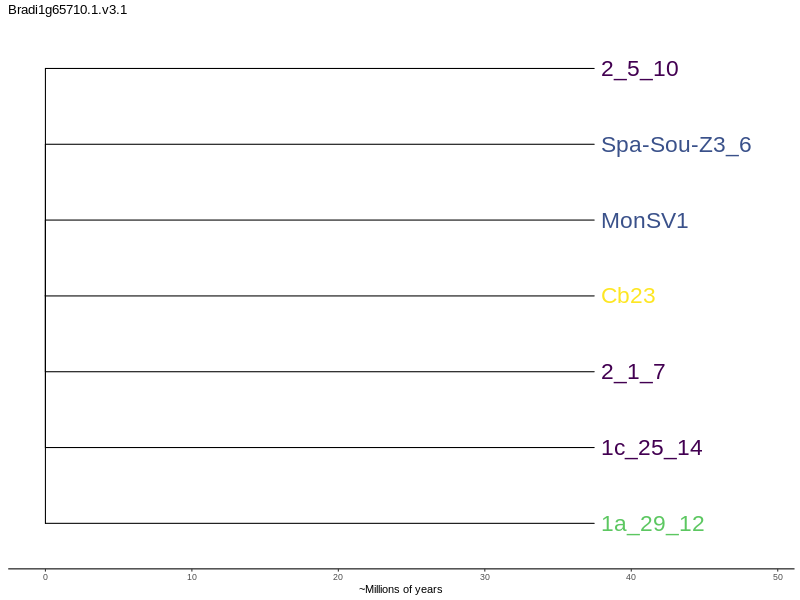 Bradi1g65710.1.v3.1
2_5_10
Spa-Sou-Z3_6
MonSV1
Cb23
2_1_7
1c_25_14
1a_29_12
0 10 20 30 40 50
~Millions of years